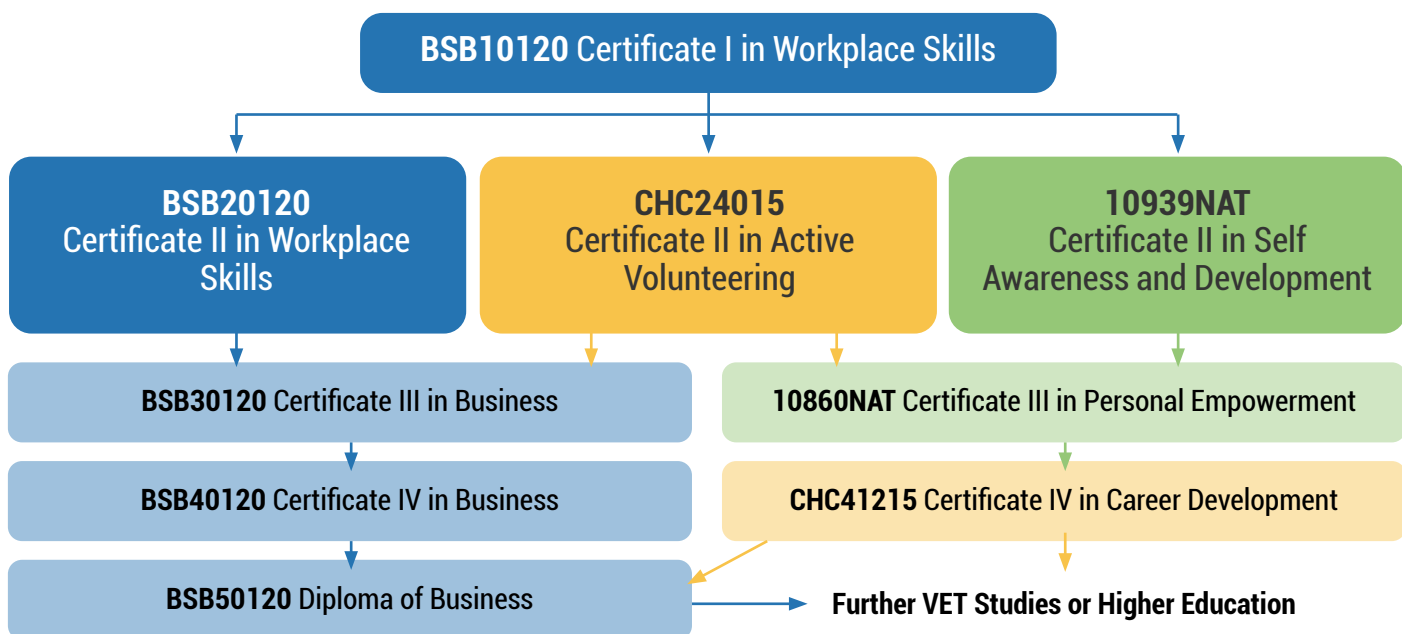 BSB10120 Certificate I in Workplace Skills
BSB20120
Certificate II in Workplace
Skills
CHC24015
Certificate II in Active
Volunteering
10939NAT
Certificate II in Self
Awareness and Development
BSB30120 Certificate III in Business
10860NAT Certificate III in Personal Empowerment
BSB40120 Certificate IV in Business
CHC41215 Certificate IV in Career Development
BSB50120 Diploma of Business
Further VET Studies or Higher Education